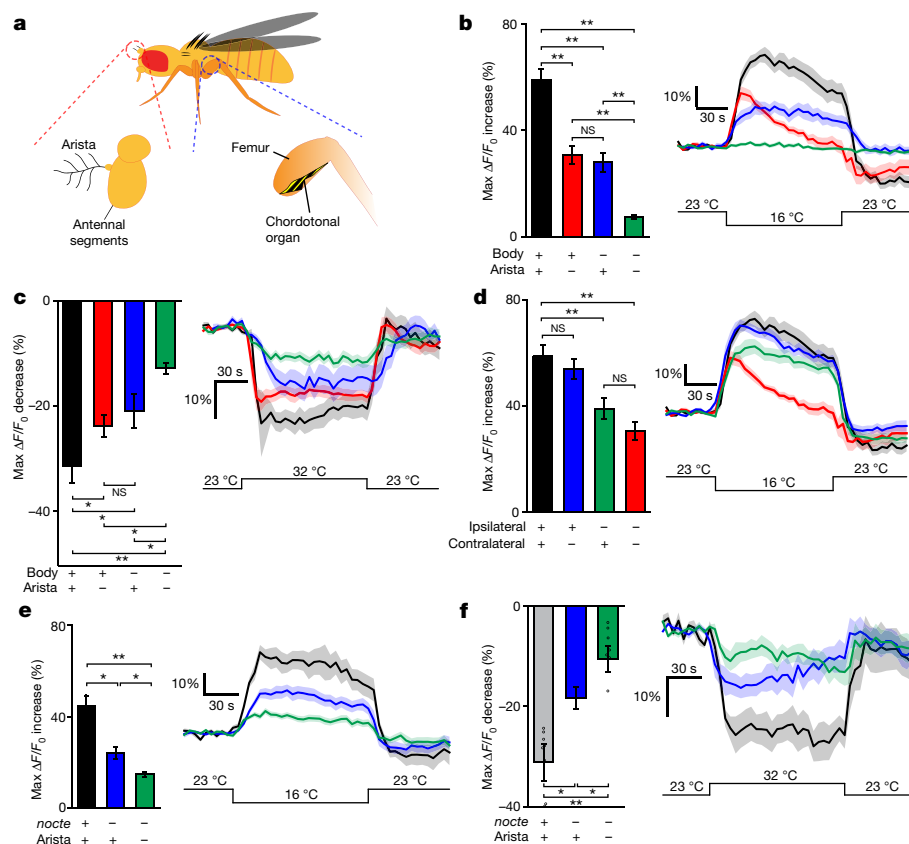 a
Arista
Antennal
segments
Femur
Chordotonal
organ
b
Max ΔF/F0 increase (%)
80
40
0
**
**
**
**
**
NS
Body + + − −
Arista + − + −
10%
30 s
23 °C
16 °C
23 °C
c
Max ΔF/F0 decrease (%)
0
−20
−40
NS
*
*
*
*
**
Body + + − −
Arista + − + −
30 s
10%
23 °C
32 °C
23 °C
d
Max ΔF/F0 increase (%)
80
40
0
**
**
NS
NS
Ipsilateral + + − −
Contralateral + − + −
10%
30 s
23 °C
16 °C
23 °C
e
Max ΔF/F0 increase (%)
80
40
0
**
*
*
nocte + − −
Arista + + −
10%
30 s
23 °C
16 °C
23 °C
f
Max ΔF/F0 decrease (%)
0
−20
−40
*
*
**
nocte + − −
Arista + + −
30 s
10%
23 °C
32 °C
23 °C